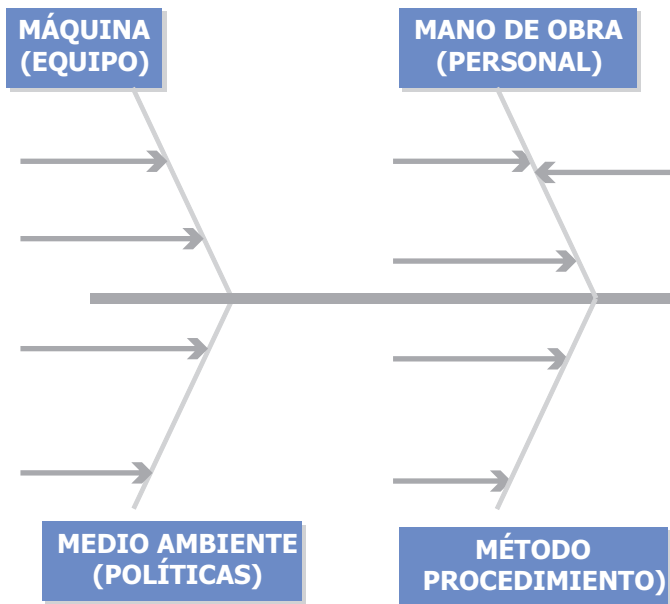 MÁQUINA
(EQUIPO)
MANO DE OBRA
(PERSONAL)
MEDIO AMBIENTE
(POLÍTICAS)
MÉTODO
PROCEDIMIENTO)